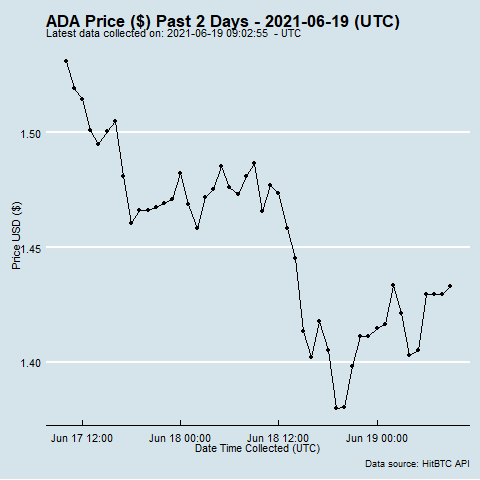 ADA Price ($) Past 2 Days - 2021-06-19 (UTC)
Latest data collected on: 2021-06-19 09:02:55 - UTC
1.50
1.45
1.40
Price USD ($)
Jun 17 12:00
Jun 18 00:00
Jun 18 12:00
Jun 19 00:00
Date Time Collected (UTC)
Data source: HitBTC API